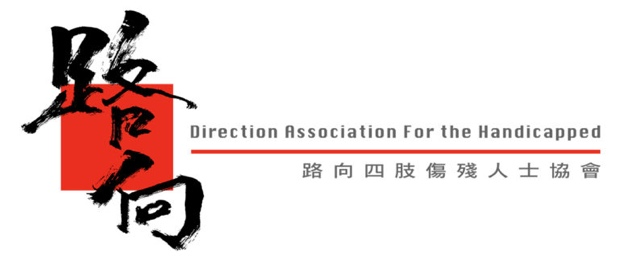 路向
Direction Association For the Handicapped
路向四肢傷殘人士協會